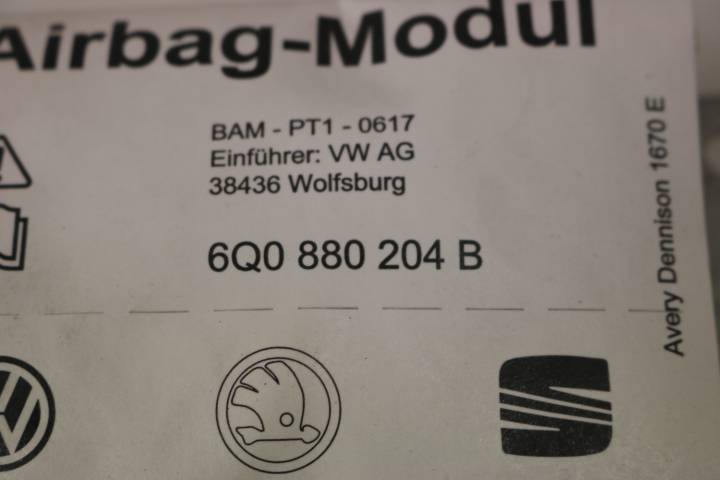 Airbag-Modul
BAM - PT1 - 0617
Einführer: VW AG
38436 Wolfsburg
6Q0 880 204 B
Avery Dennison 1670 E